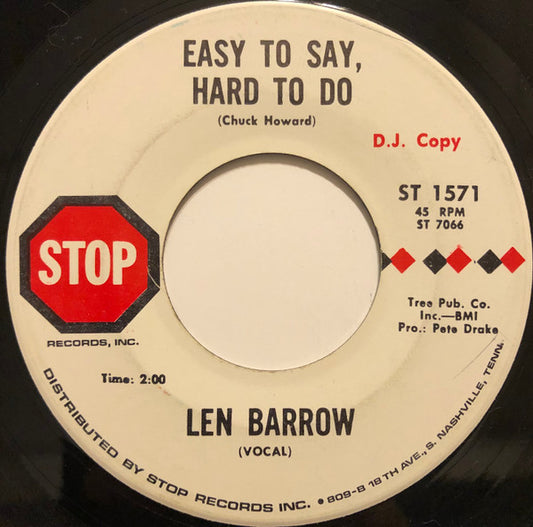 EASY TO SAY,
HARD TO DO
(Chuck Howard)
D.J. Copy
ST 1571
45 RPM
ST 7066
STOP
RECORDS, INC.
Tree Pub. Co.
Inc.—BMI
Pro.: Pete Drake
Time: 2:00
LEN BARROW
(VOCAL)
DISTRIBUTED BY STOP RECORDS INC. • 809-B 18 TH AVE., S. NASHVILLE, TENN.